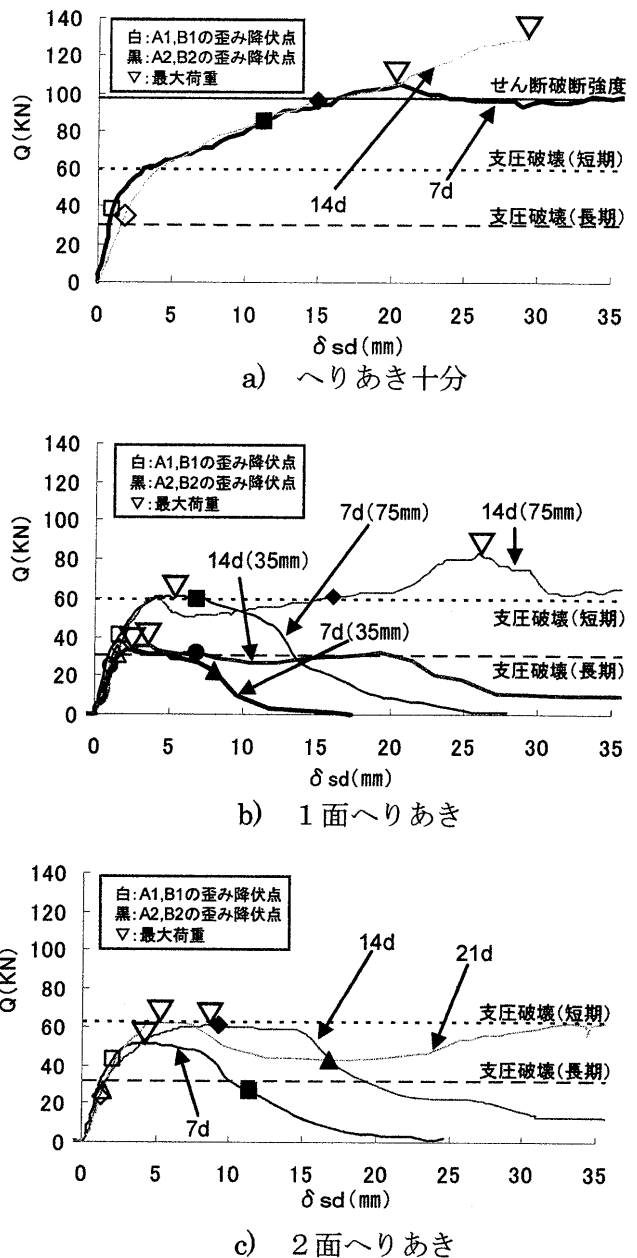 140
120
100
80
60
40
20
0
Q(KN)
白:A1,B1の歪み降伏点
黒:A2,B2の歪み降伏点
▽:最大荷重
せん断破断強度
支圧破壊(短期)
14d
7d
支圧破壊(長期)
0 5 10 15 20 25 30 35
δsd(mm)
a) へりあき十分
140
120
100
80
60
40
20
0
Q(KN)
白:A1,B1の歪み降伏点
黒:A2,B2の歪み降伏点
▽:最大荷重
7d(75mm)
14d(75mm)
14d(35mm)
支圧破壊(短期)
7d(35mm)
支圧破壊(長期)
0 5 10 15 20 25 30 35
δsd(mm)
b) 1面へりあき
140
120
100
80
60
40
20
0
Q(KN)
白:A1,B1の歪み降伏点
黒:A2,B2の歪み降伏点
▽:最大荷重
14d
21d
支圧破壊(短期)
支圧破壊(長期)
7d
0 5 10 15 20 25 30 35
δsd(mm)
c) 2面へりあき